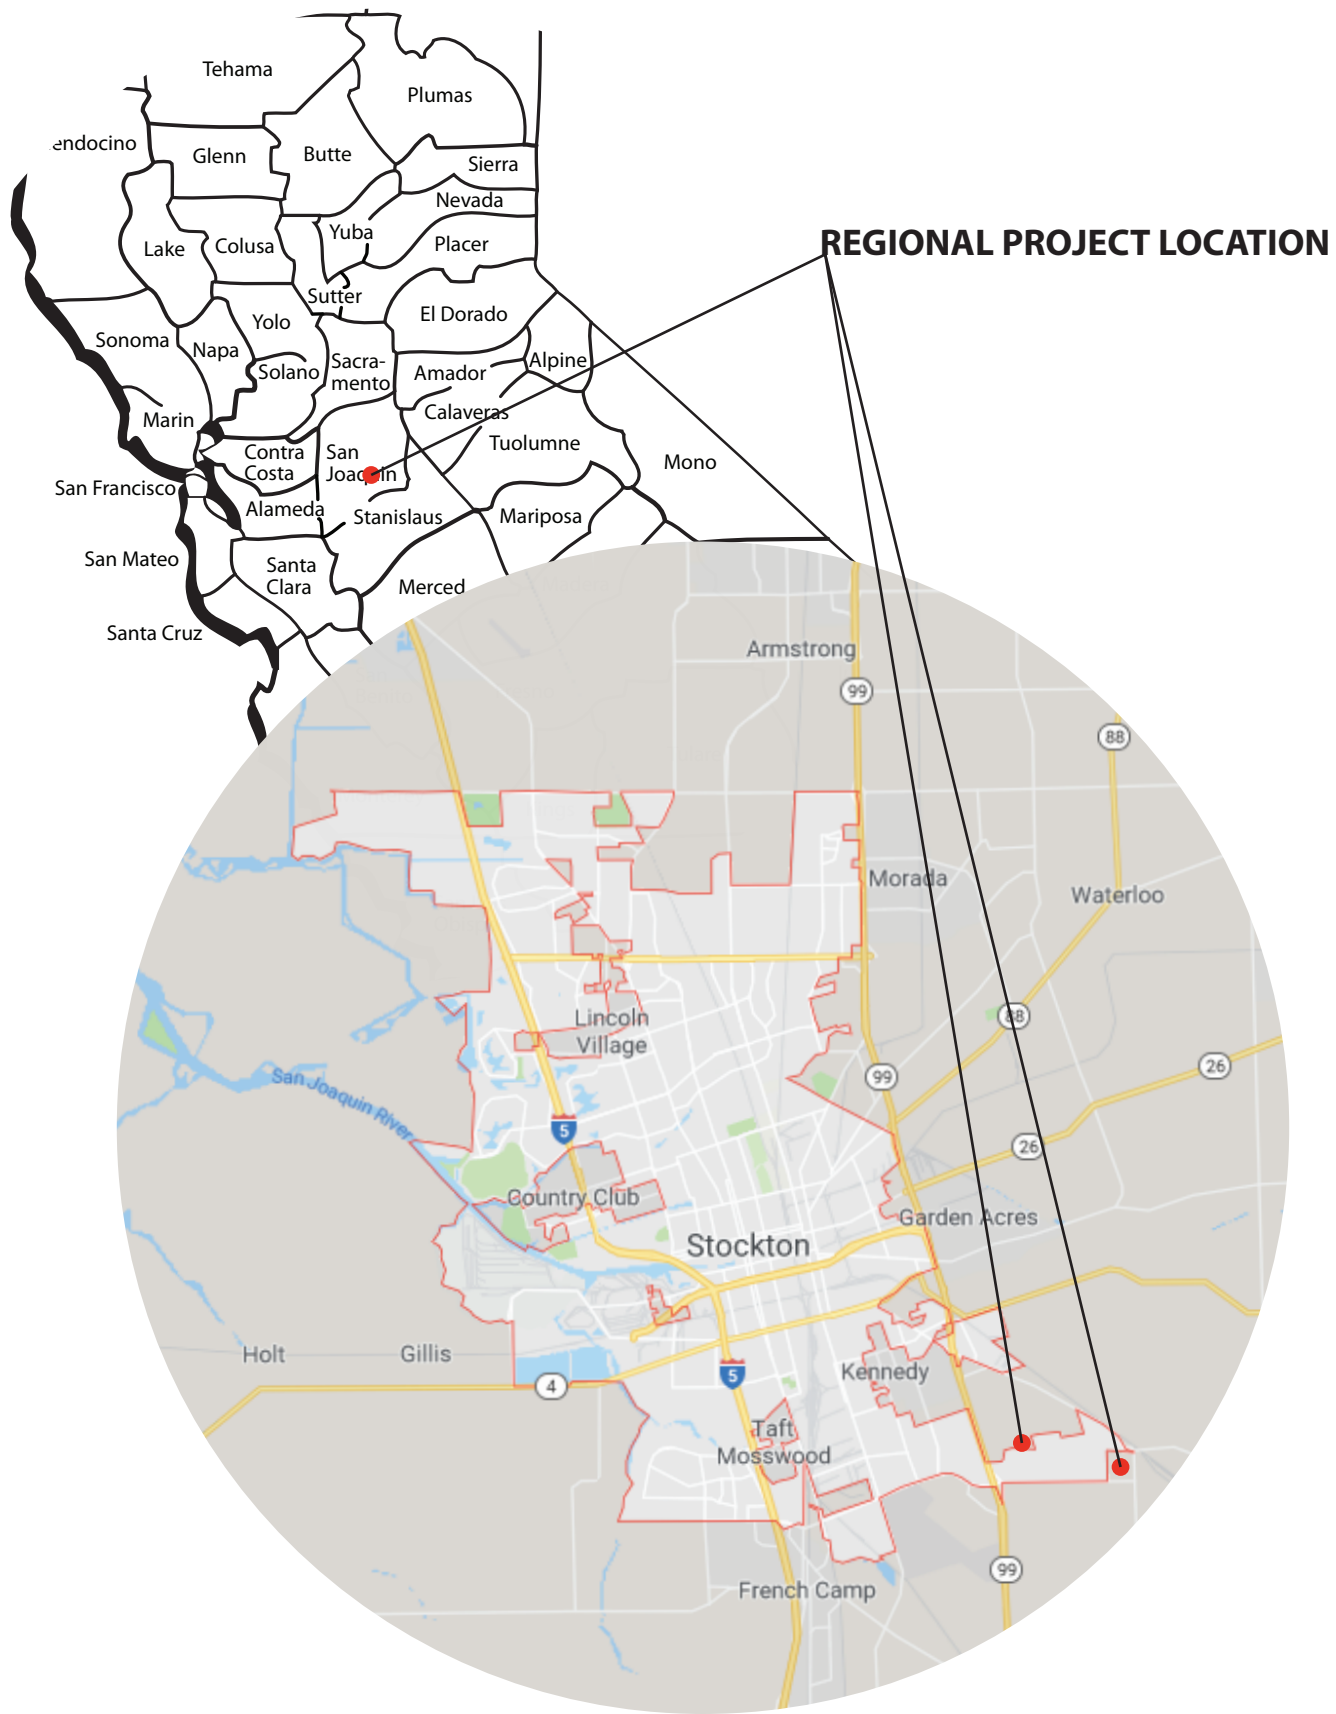 Tehama
Plumas
endocino
Glenn
Butte
Sierra
Nevada
Yuba
Lake
Colusa
Placer
REGIONAL PROJECT LOCATION
Sutter
El Dorado
Yolo
Sonoma
Napa
Solano
Sacra-
mento
Amador
Alpine
Marin
Calaveras
Contra
Costa
San
Joaquin
Tuolumne
Mono
San Francisco
Alameda
Stanislaus
Mariposa
San Mateo
Santa
Clara
Merced
Santa Cruz
Armstrong
99
88
Morada
Waterloo
Lincoln
Village
88
99
26
San Joaquin River
5
26
Country Club
Garden Acres
Stockton
Holt
Gillis
Kennedy
5
4
Taft
Mosswood
99
French Camp